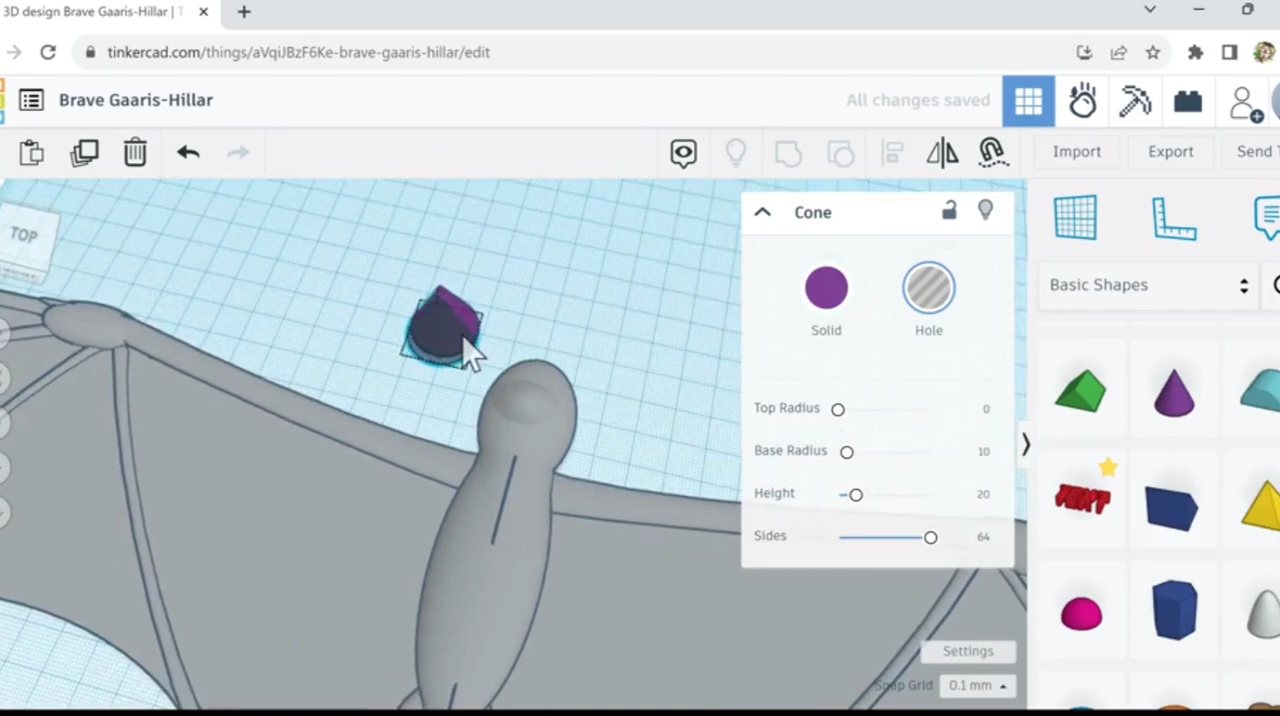 3D design Brave Gaaris-Hillar | T
tinkercad.com/things/aVqiJBzF6Ke-brave-gaaris-hillar/edit
Brave Gaaris-Hillar
All changes saved
Import
Export
Send T
TOP
Cone
Solid
Hole
Top Radius
0
Base Radius
10
Height
20
Sides
64
Basic Shapes
TEXT
Settings
Snap Grid
0.1 mm